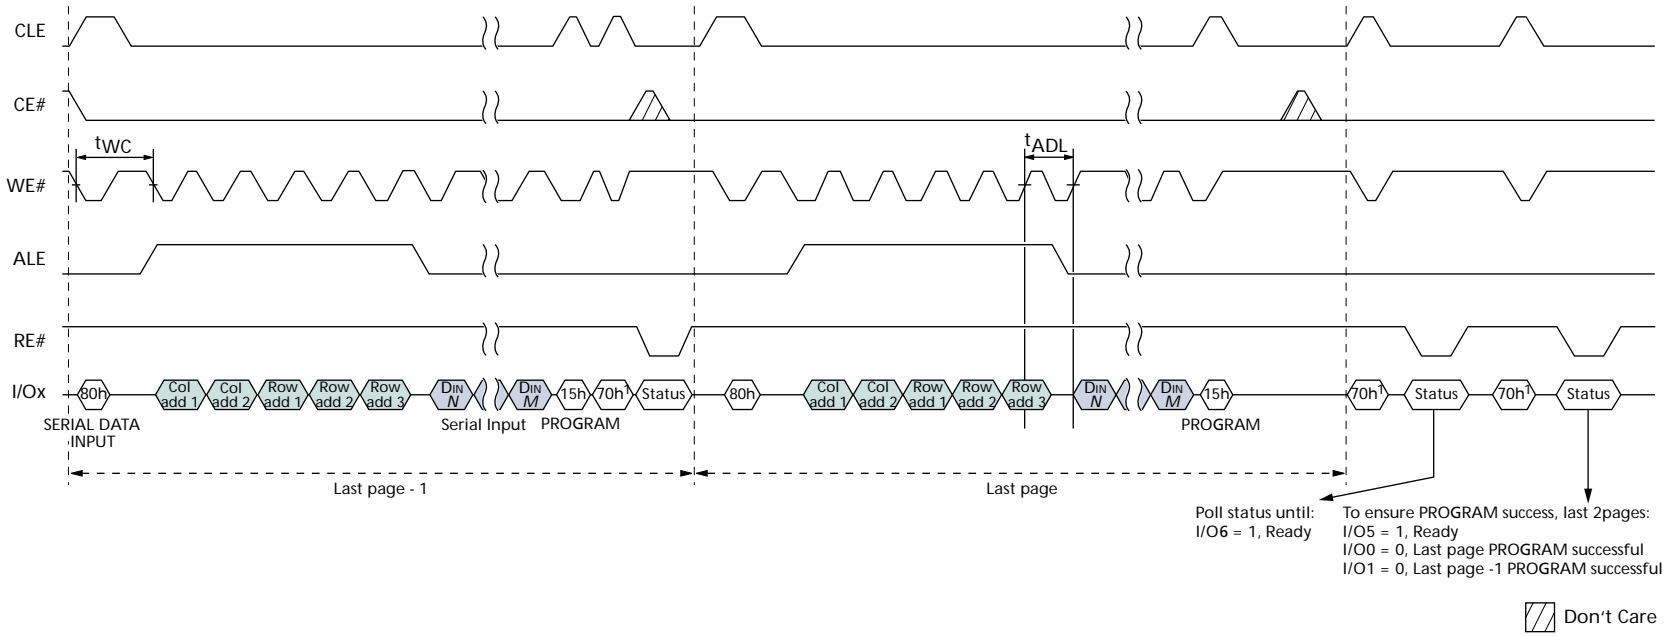 CLE
CE#
tWC
tADL
WE#
ALE
RE#
I/Ox
80h
Col add 1
Col add 2
Row add 1
Row add 2
Row add 3
DIN N
DIN M
15h
70h1
Status
80h
Col add 1
Col add 2
Row add 1
Row add 2
Row add 3
DIN N
DIN M
15h
70h1
Status
70h1
Status
SERIAL DATA
INPUT
Serial Input
PROGRAM
PROGRAM
Last page - 1
Last page
Poll status until:
I/O6 = 1, Ready
To ensure PROGRAM success, last 2pages:
I/O5 = 1, Ready
I/O0 = 0, Last page PROGRAM successful
I/O1 = 0, Last page -1 PROGRAM successful
Don't Care